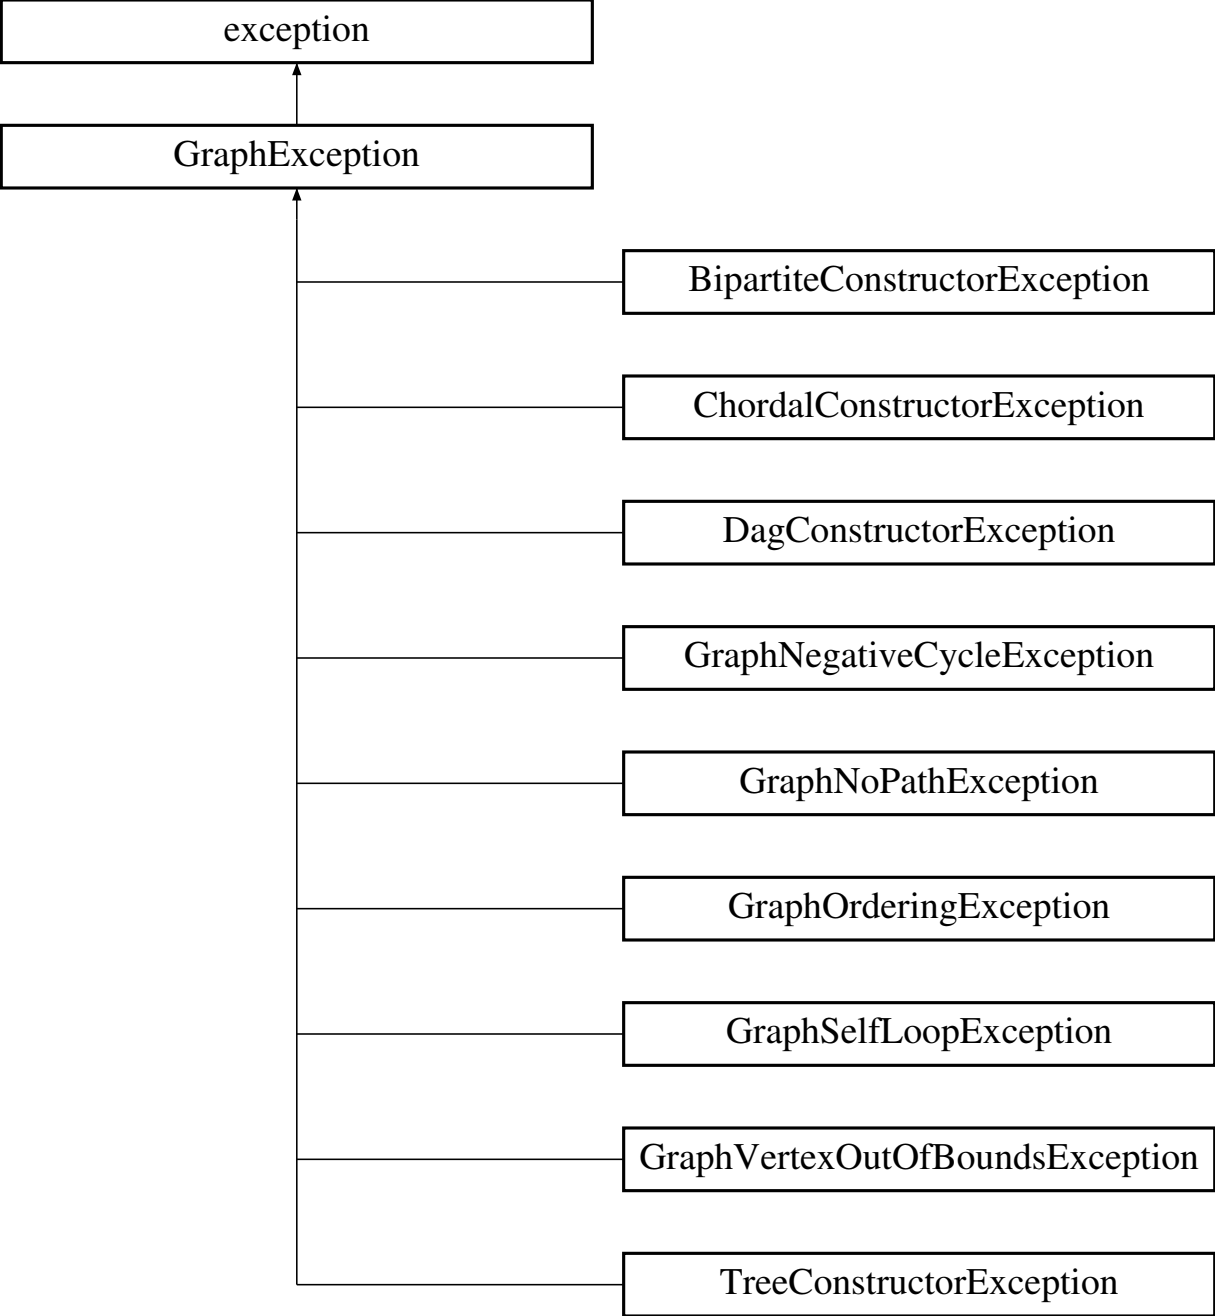 exception
GraphException
BipartiteConstructorException
ChordalConstructorException
DagConstructorException
GraphNegativeCycleException
GraphNoPathException
GraphOrderingException
GraphSelfLoopException
GraphVertexOutOfBoundsException
TreeConstructorException